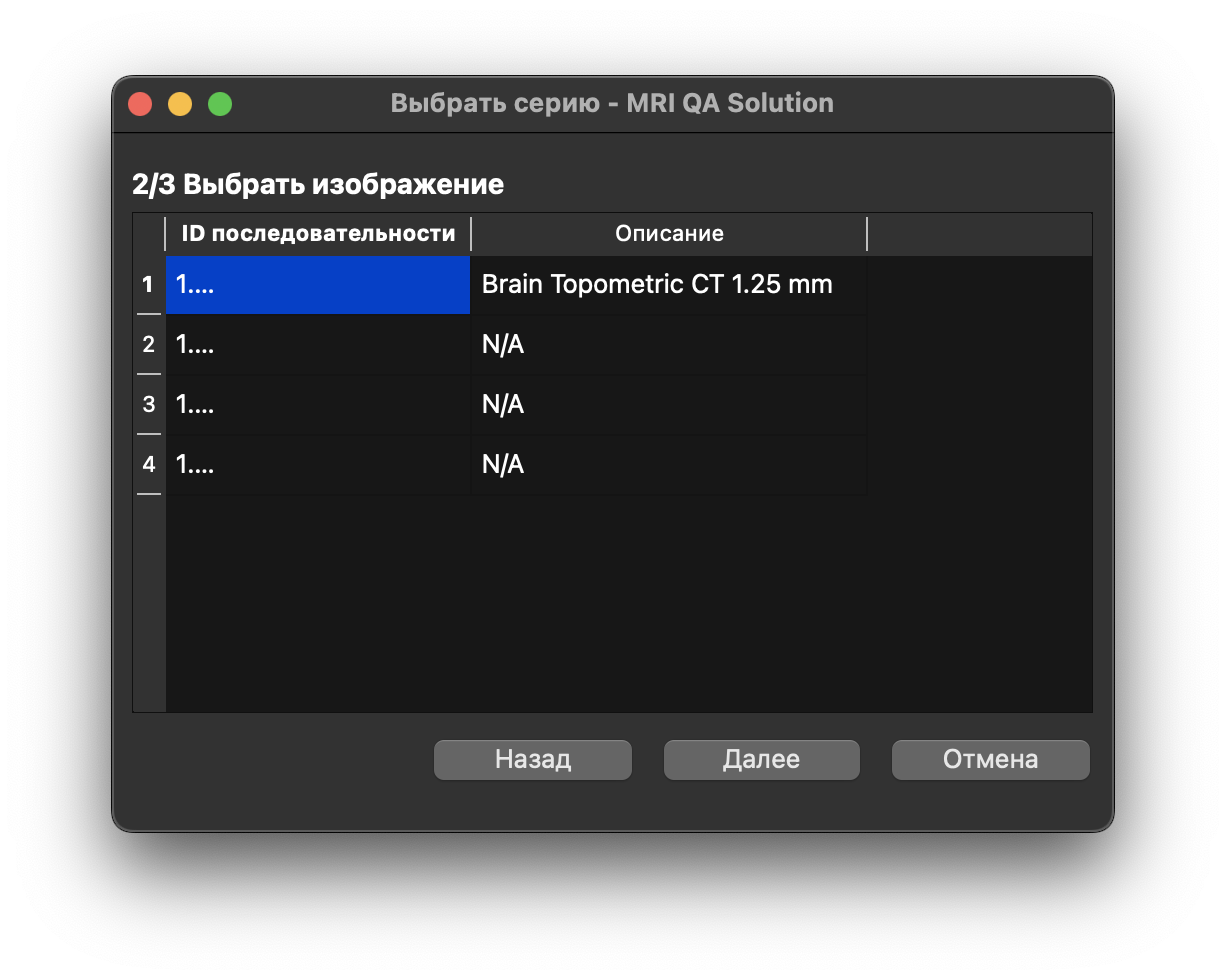 Выбрать серию - MRI QA Solution
2/3 Выбрать изображение
ID последовательности Описание
1 1.... Brain Topometric CT 1.25 mm
2 1.... N/A
3 1.... N/A
4 1.... N/A
Назад Далее Отмена